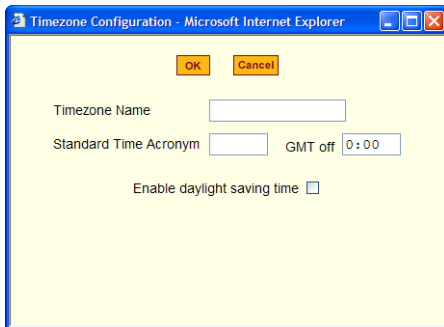 Timezone Configuration - Microsoft Internet Explorer
OK Cancel
Timezone Name
Standard Time Acronym GMT off 0:00
Enable daylight saving time